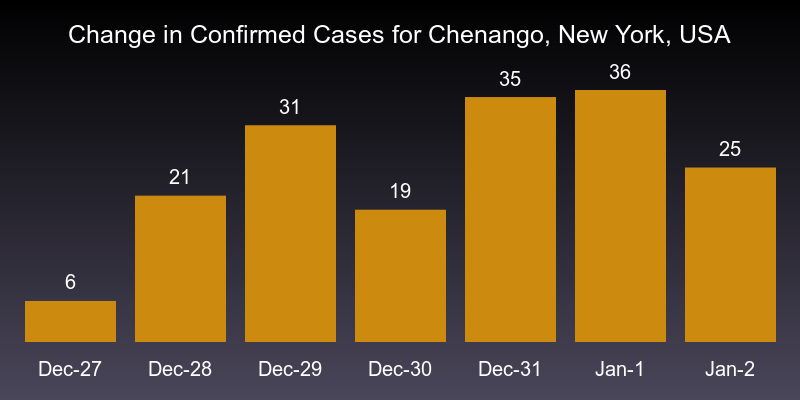 Change in Confirmed Cases for Chenango, New York, USA
6 21 31 19 35 36 25
Dec-27 Dec-28 Dec-29 Dec-30 Dec-31 Jan-1 Jan-2